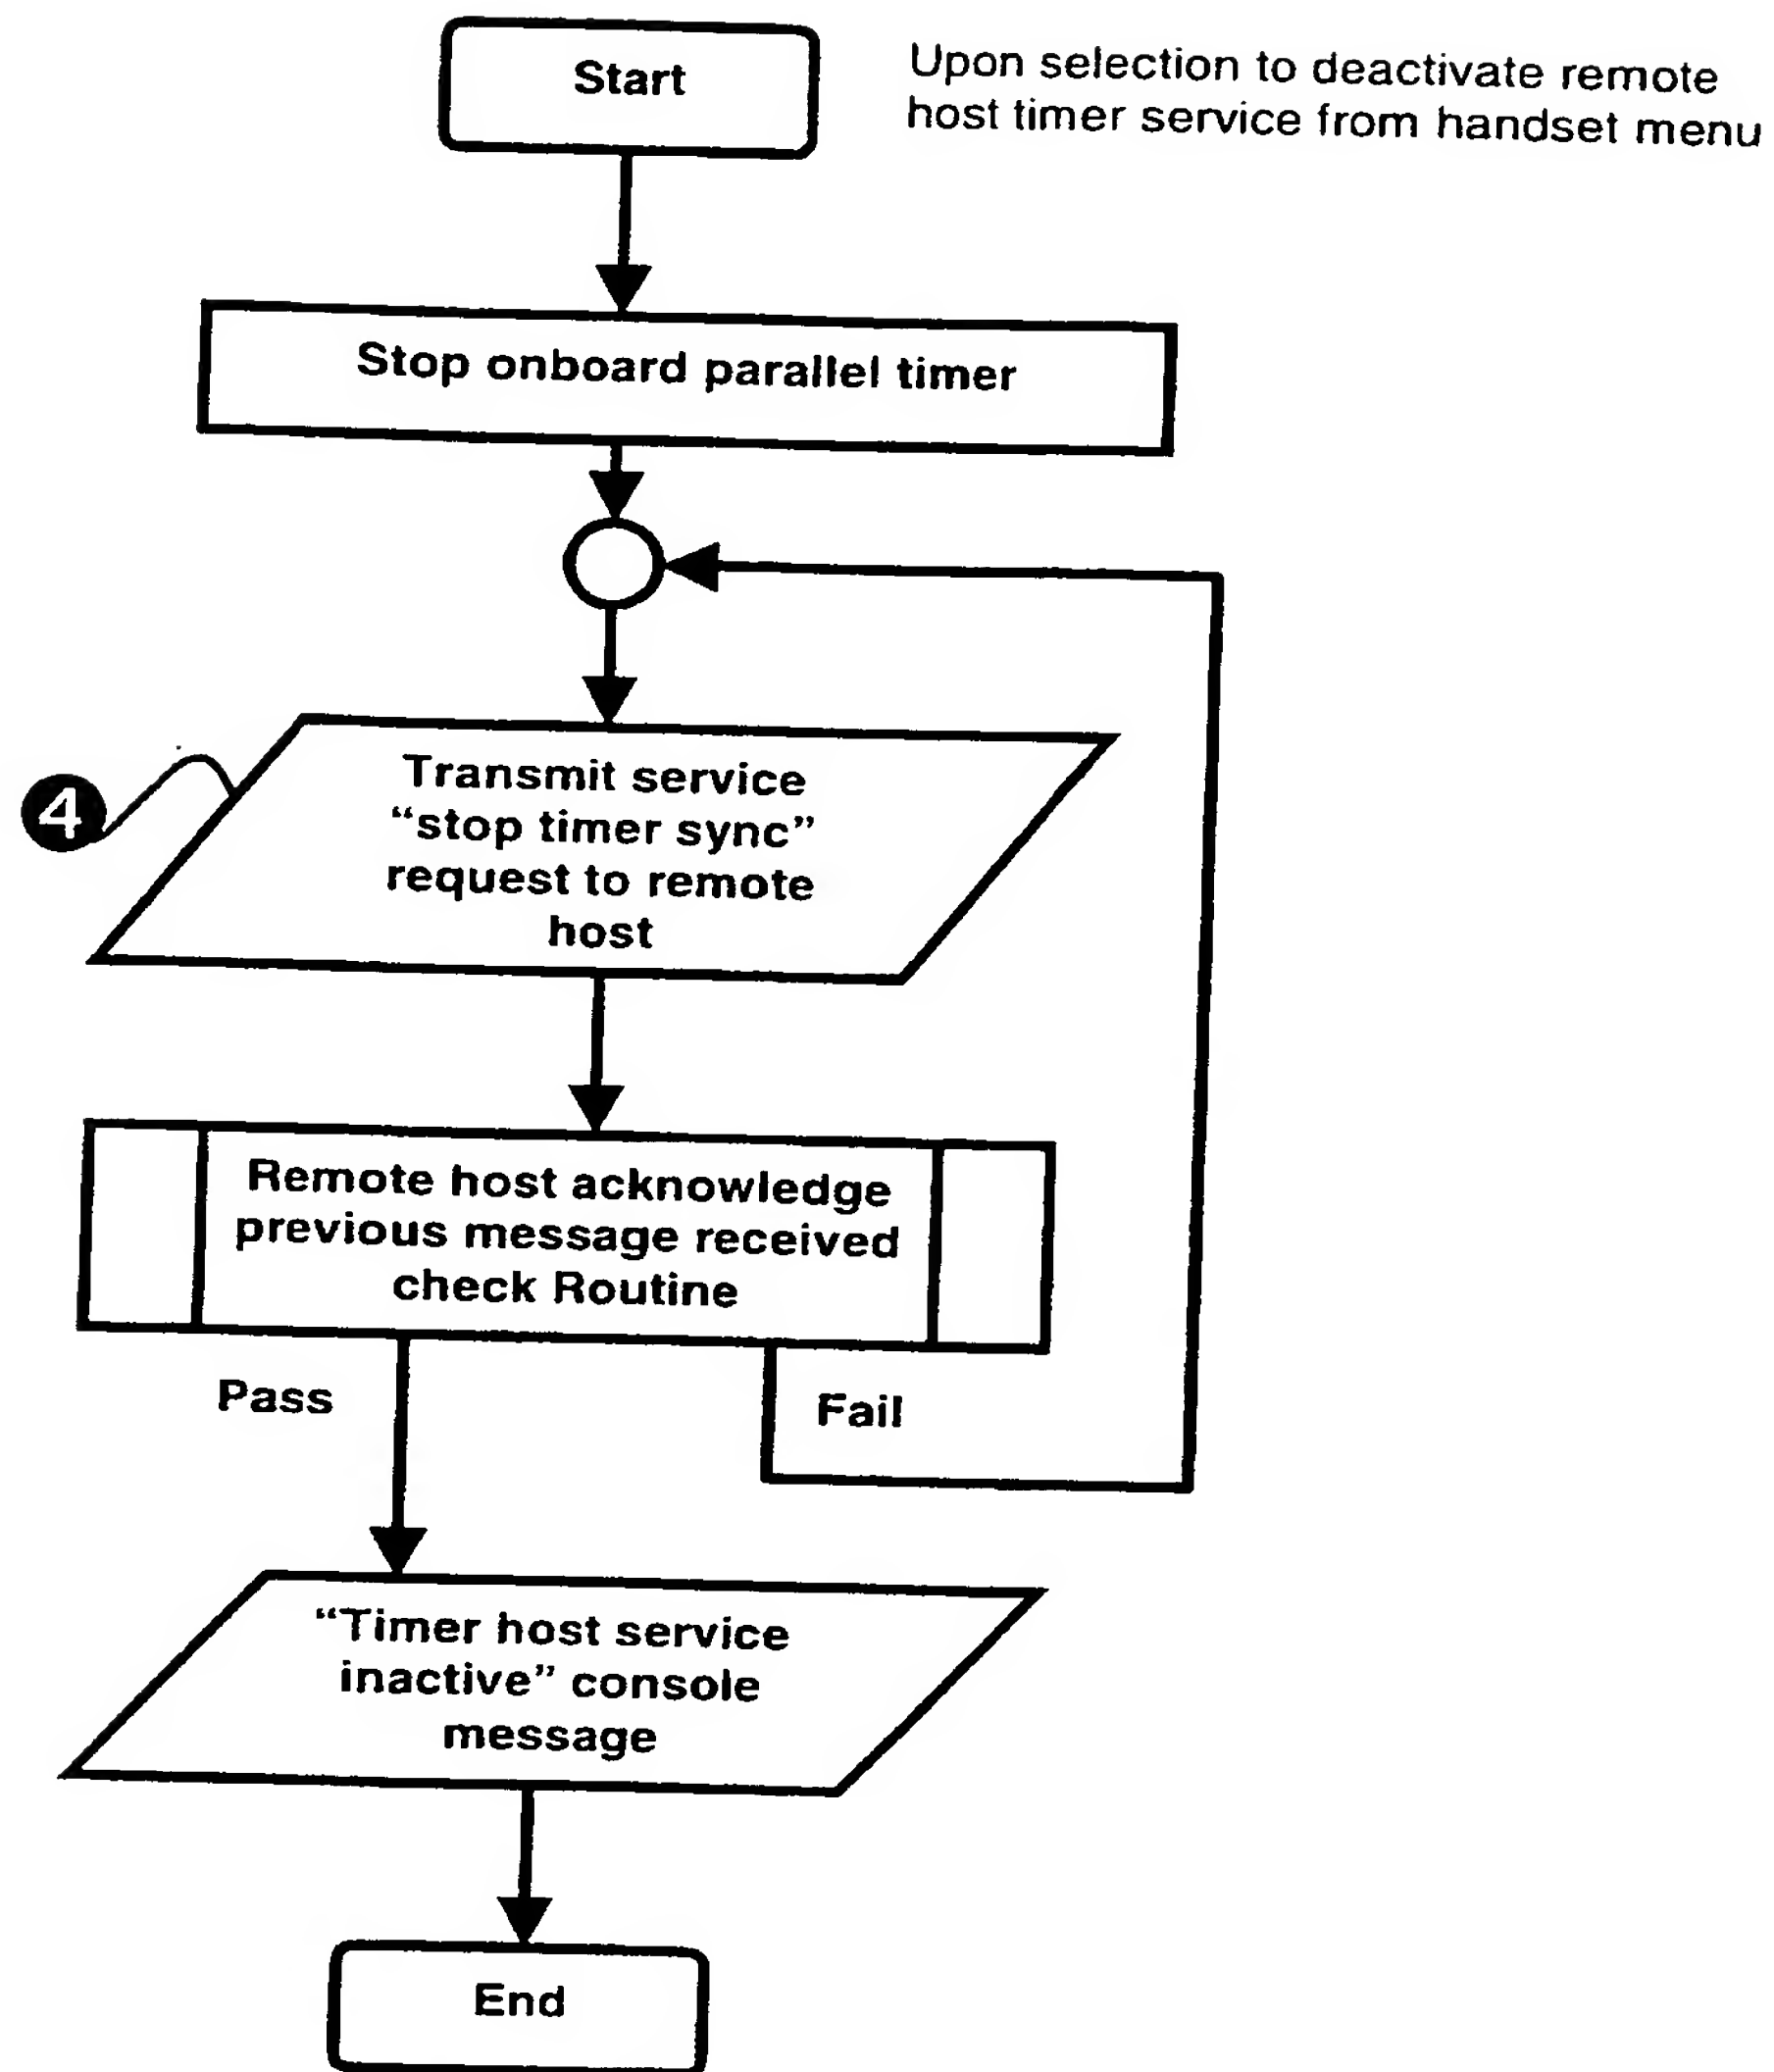 Start
Upon selection to deactivate remote
host timer service from handset menu
Stop onboard parallel timer
4
Transmit service
“stop timer sync”
request to remote
host
Remote host acknowledge
previous message received
check Routine
Pass
Fail
“Timer host service
inactive” console
message
End